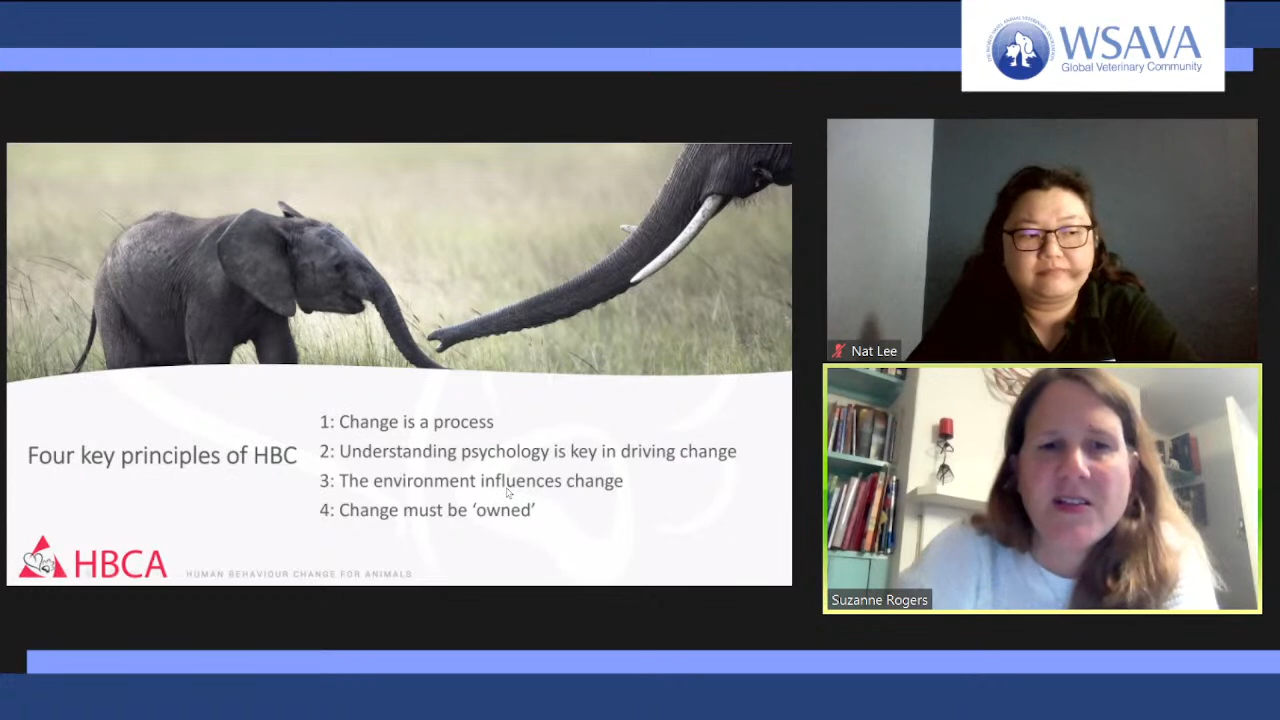 WSAVA
Global Veterinary Community
Four key principles of HBC
1: Change is a process
2: Understanding psychology is key in driving change
3: The environment influences change
4: Change must be ‘owned’
HBCA
HUMAN BEHAVIOUR CHANGE FOR ANIMALS
Nat Lee
Suzanne Rogers